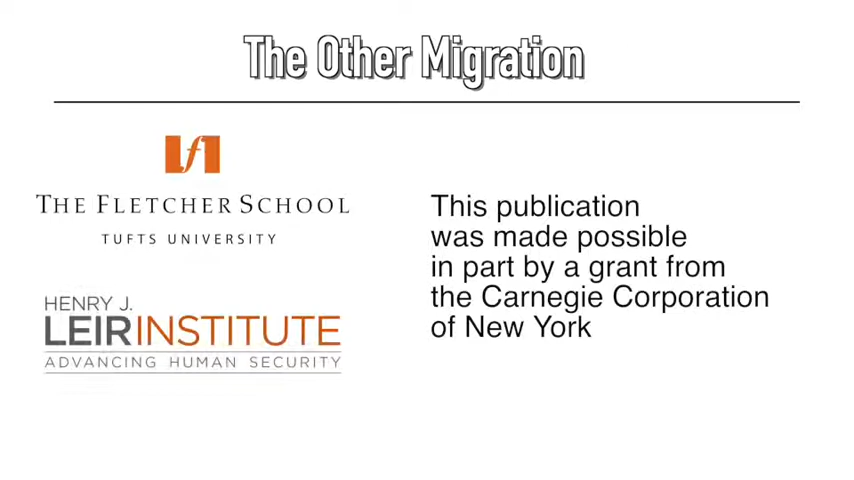 The Other Migration
THE FLETCHER SCHOOL
TUFTS UNIVERSITY
HENRY J.
LEIR INSTITUTE
ADVANCING HUMAN SECURITY
This publication
was made possible
in part by a grant from
the Carnegie Corporation
of New York